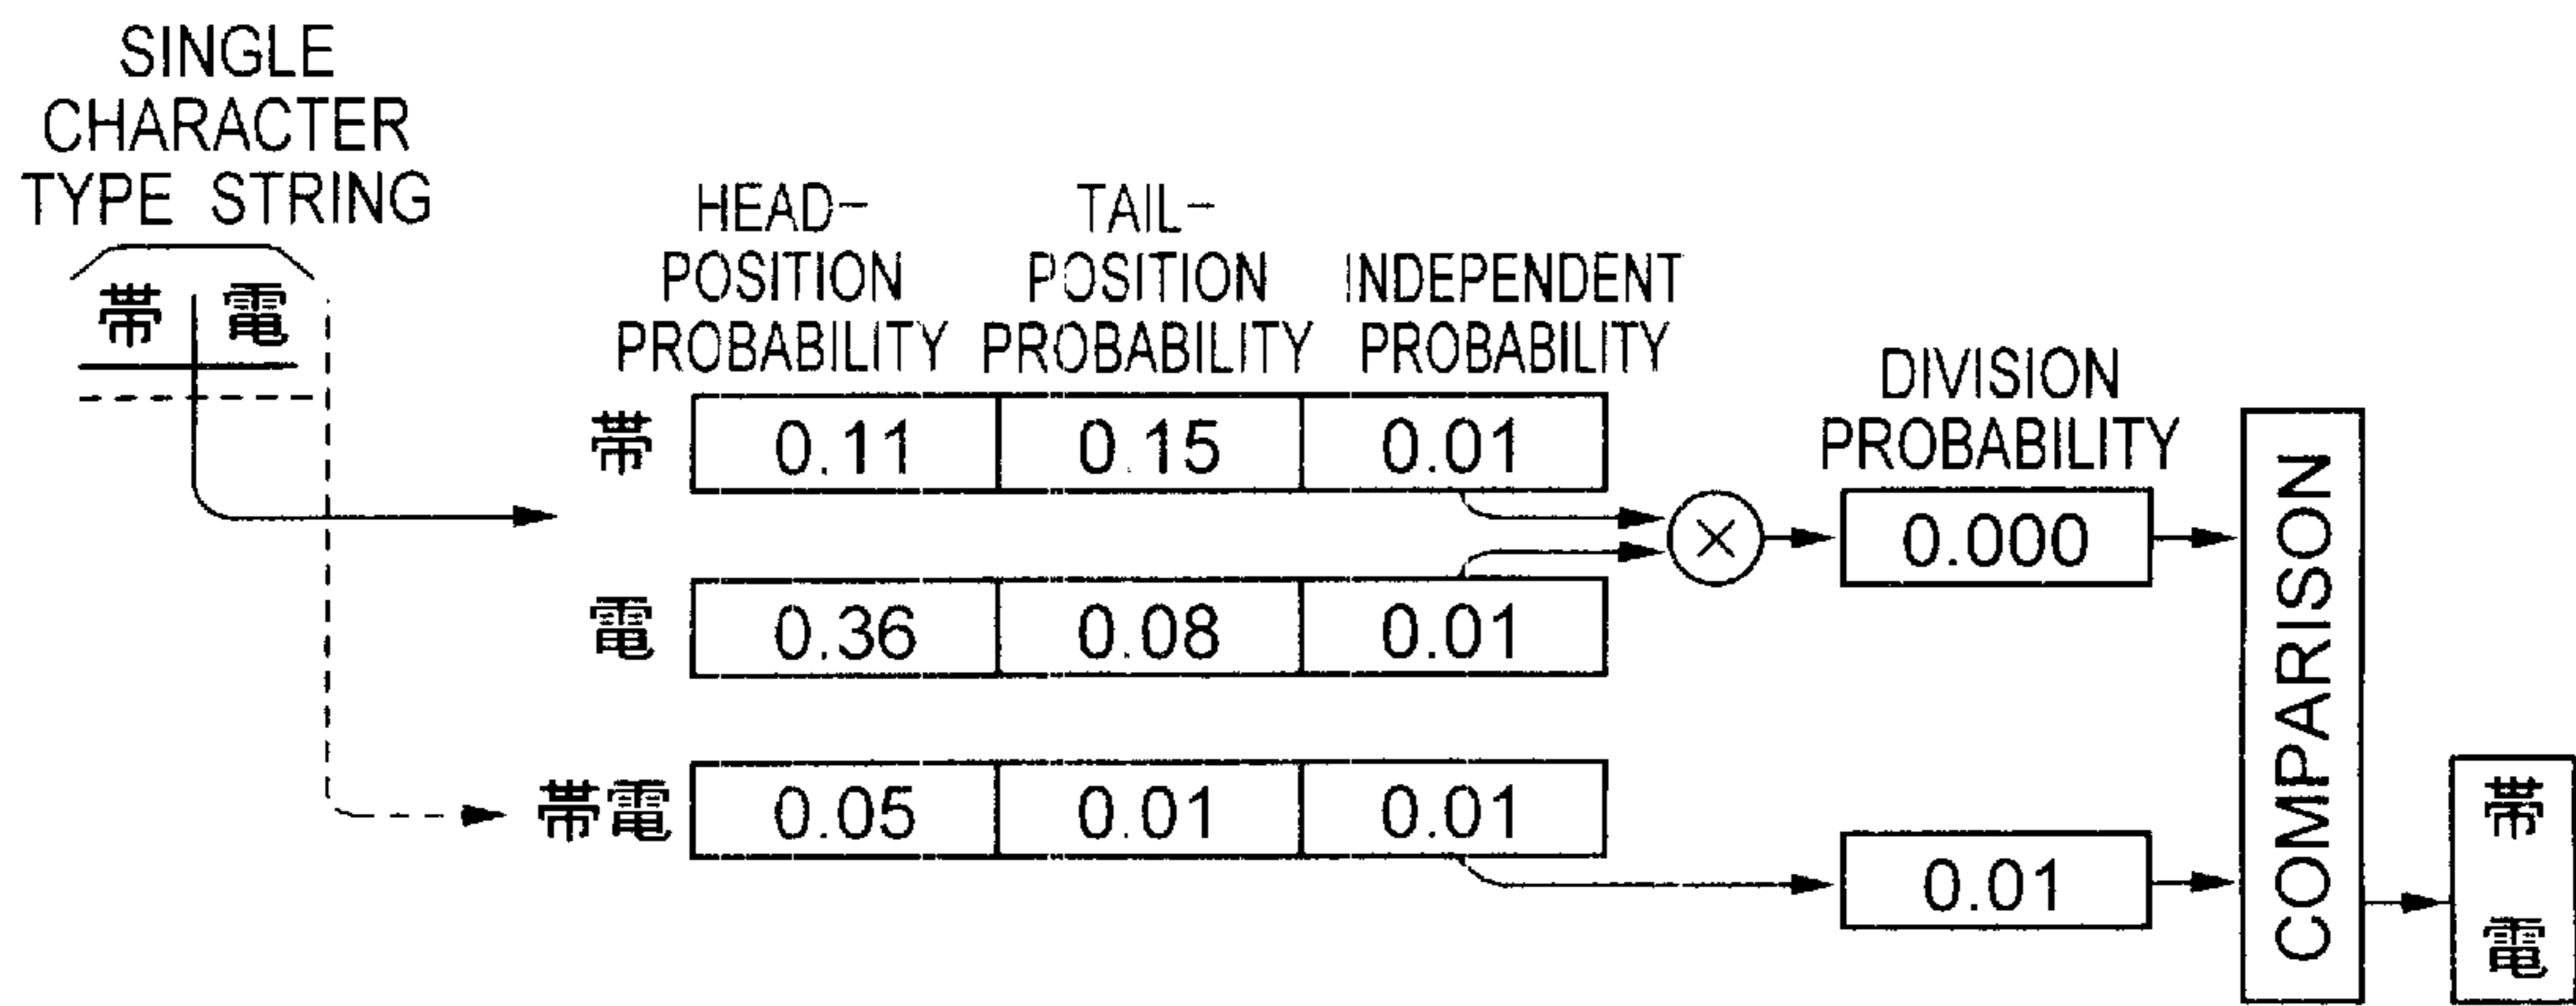 SINGLE
CHARACTER
TYPE STRING
帯 電
HEAD-
POSITION
PROBABILITY
TAIL-
POSITION
PROBABILITY
INDEPENDENT
PROBABILITY
DIVISION
PROBABILITY
帯 0.11 0.15 0.01
× 0.000
電 0.36 0.08 0.01
帯電 0.05 0.01 0.01
0.01
COMPARISON
帯
電